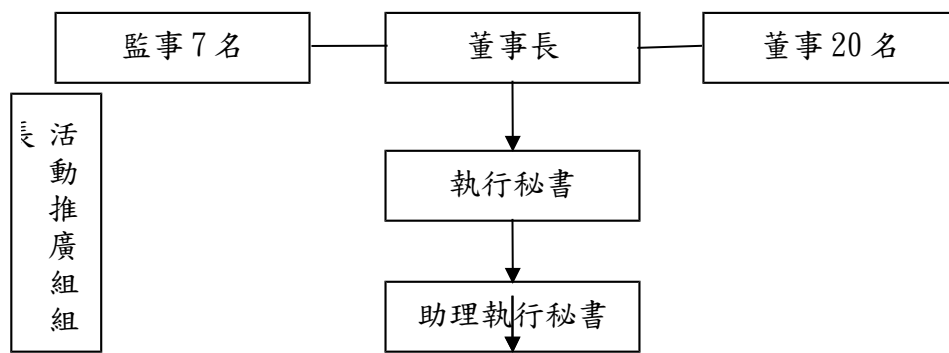 監事7名
董事長
董事20名
活動推廣組組
長
執行秘書
助理執行秘書